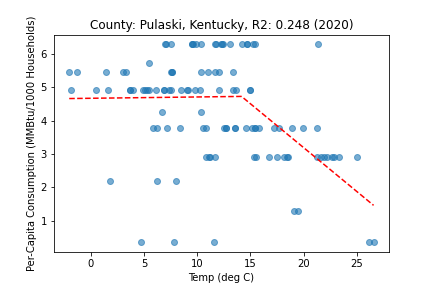 County: Pulaski, Kentucky, R2: 0.248 (2020)
Per-Capita Consumption (MMBtu/1000 Households)
6
5
4
3
2
1
0 5 10 15 20 25
Temp (deg C)